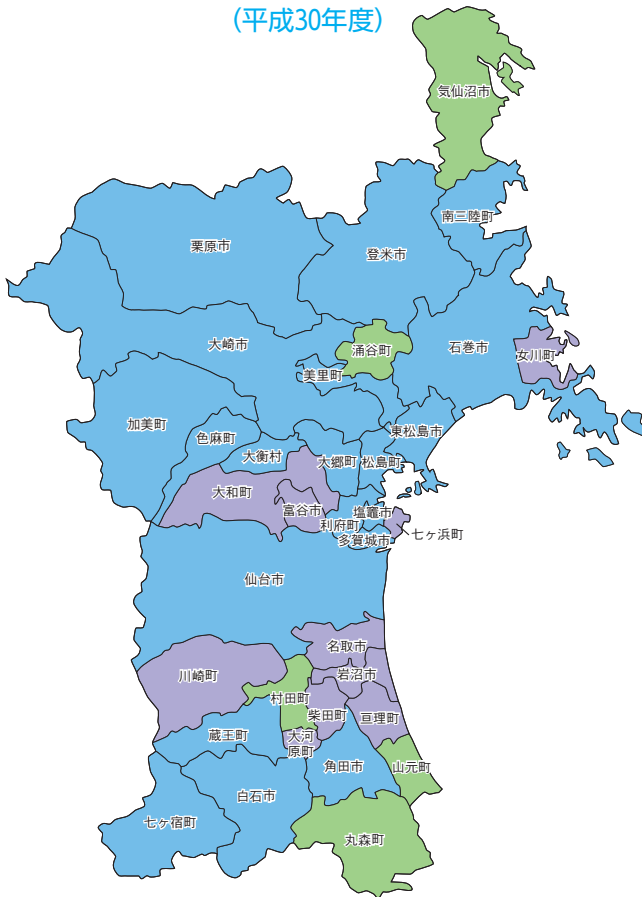 (平成30年度)
気仙沼市
南三陸町
栗原市
登米市
大崎市
涌谷町
石巻市
女川町
美里町
加美町
色麻町
東松島市
大衡村
大郷町
松島町
大和町
富谷市
塩竈市
利府町
七ヶ浜町
多賀城市
仙台市
名取市
川崎町
岩沼市
村田町
柴田町
亘理町
蔵王町
大河
原町
角田市
山元町
白石市
七ヶ宿町
丸森町